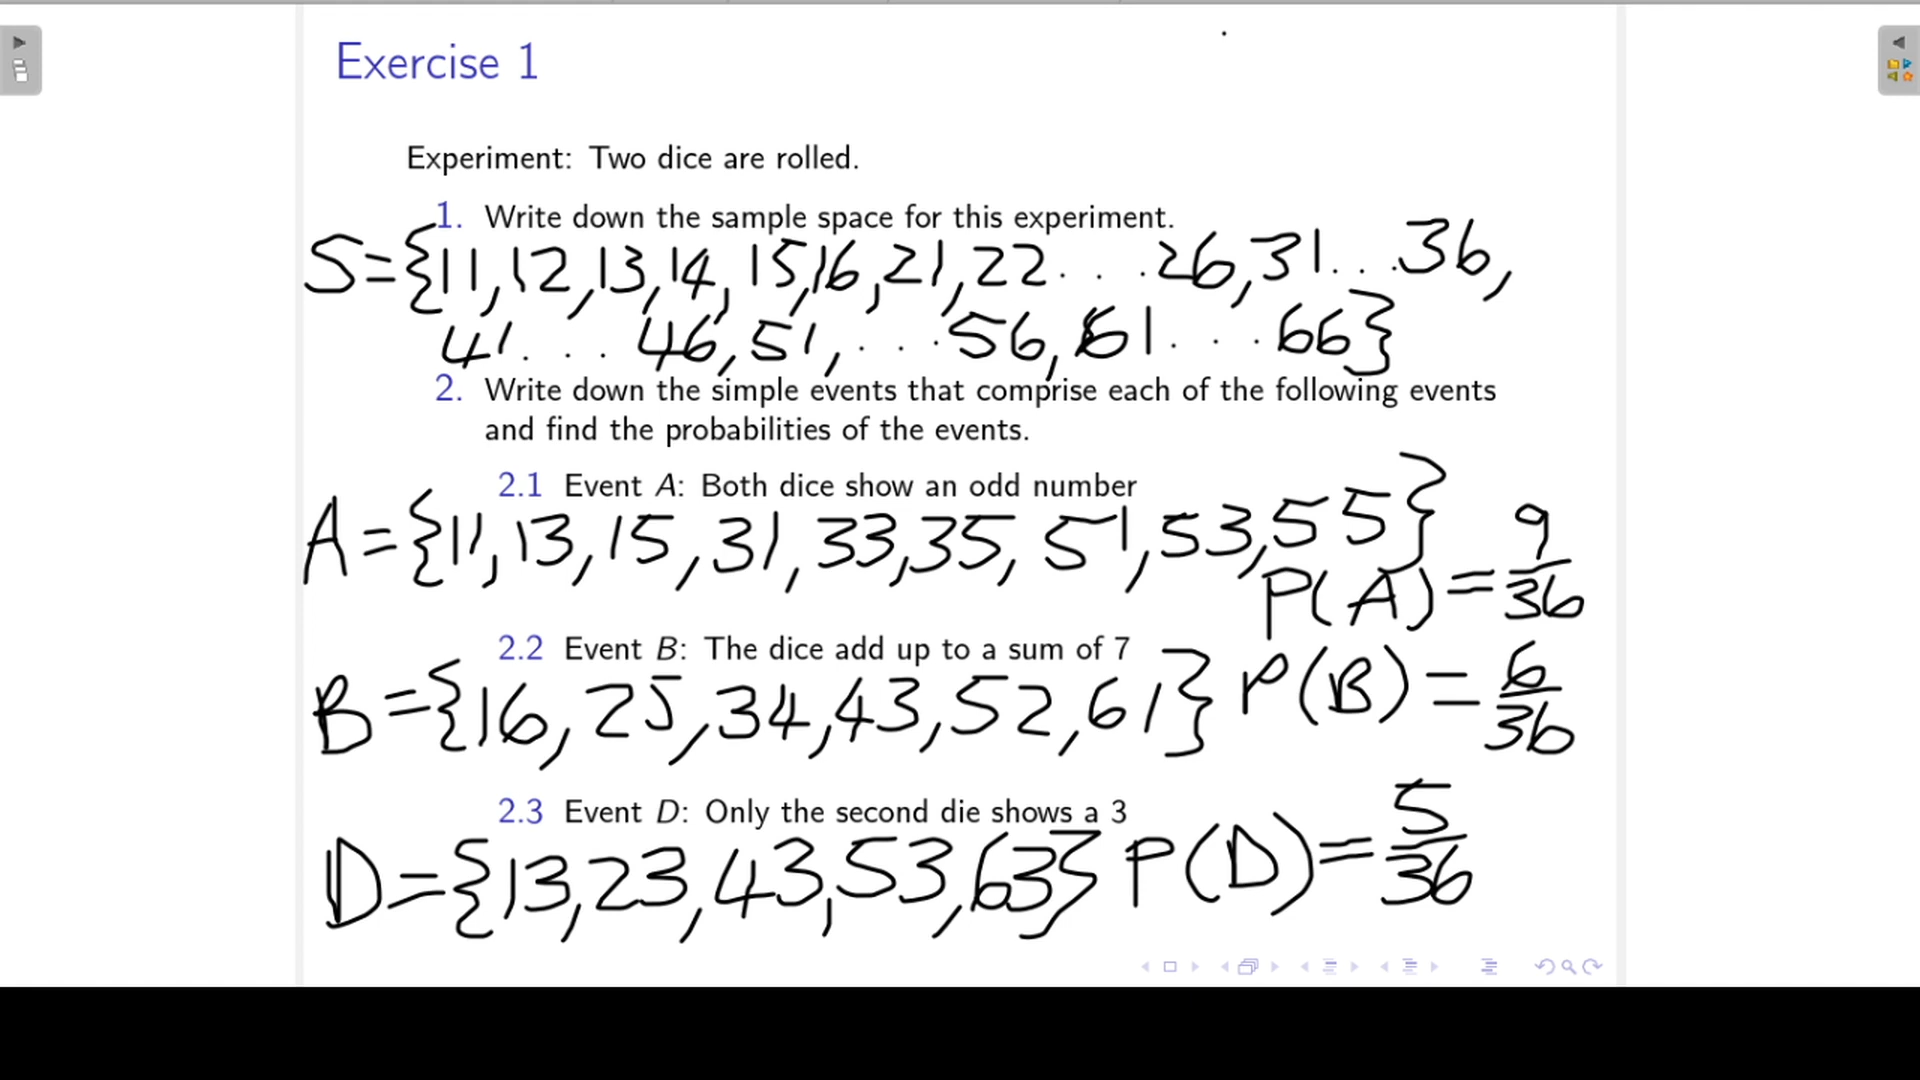 Exercise 1
Experiment: Two dice are rolled.
1. Write down the sample space for this experiment.
S={11,12,13,14,15,16,21,22...26,31...36,
41...46,51,...56,61...66}
2. Write down the simple events that comprise each of the following events
and find the probabilities of the events.
2.1 Event A: Both dice show an odd number
A={11,13,15,31,33,35,51,53,55}
P(A)=9/36
2.2 Event B: The dice add up to a sum of 7
B={16,25,34,43,52,61} P(B)=6/36
2.3 Event D: Only the second die shows a 3
D={13,23,43,53,63} P(D)=5/36